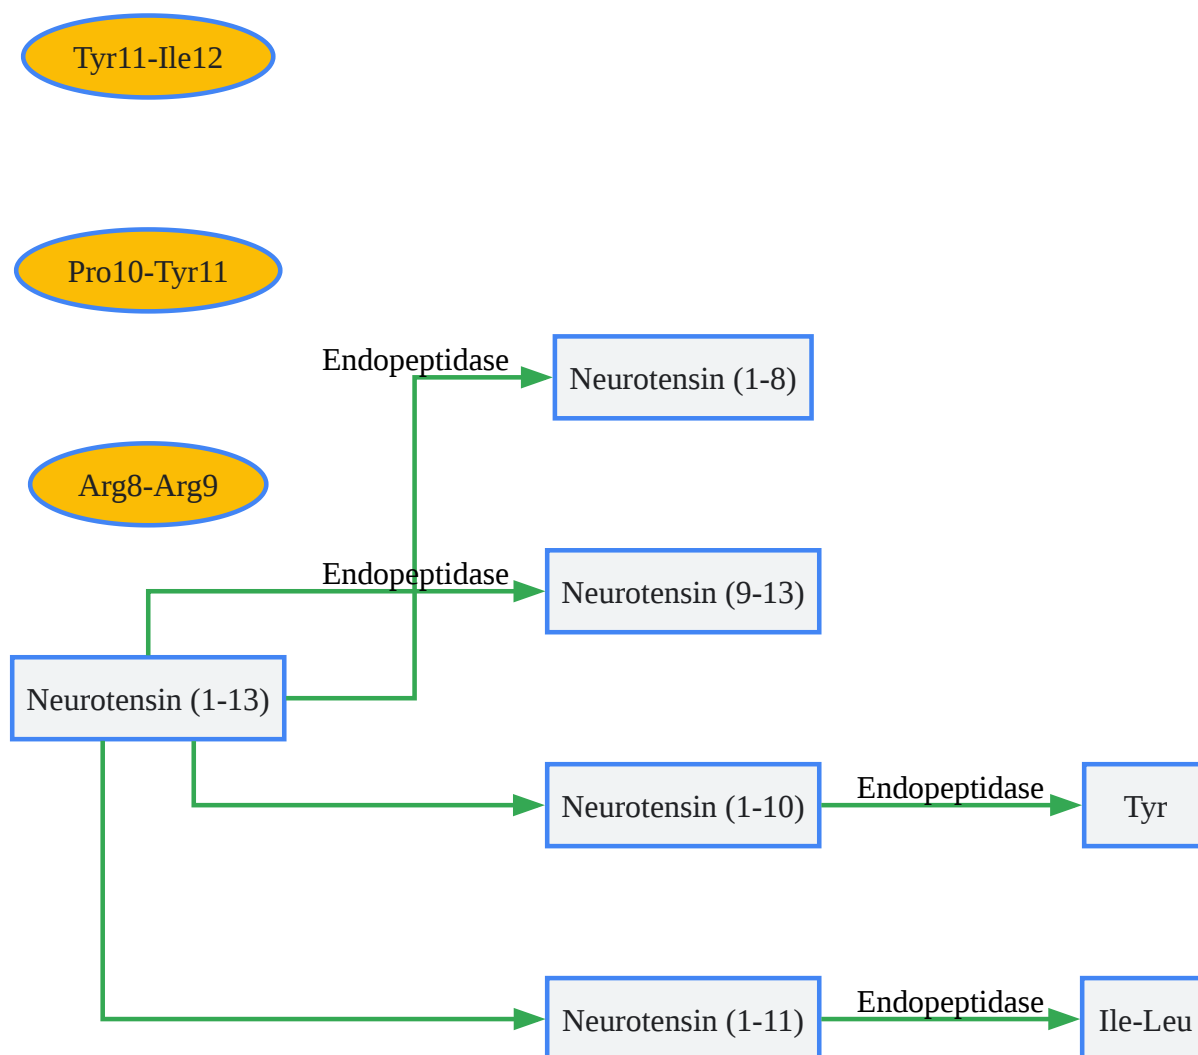 Tyr11-Ile12
Pro10-Tyr11
Endopeptidase
Neurotensin (1-8)
Arg8-Arg9
Endopeptidase
Neurotensin (9-13)
Neurotensin (1-13)
Neurotensin (1-10)
Endopeptidase
Tyr
Neurotensin (1-11)
Endopeptidase
Ile-Leu